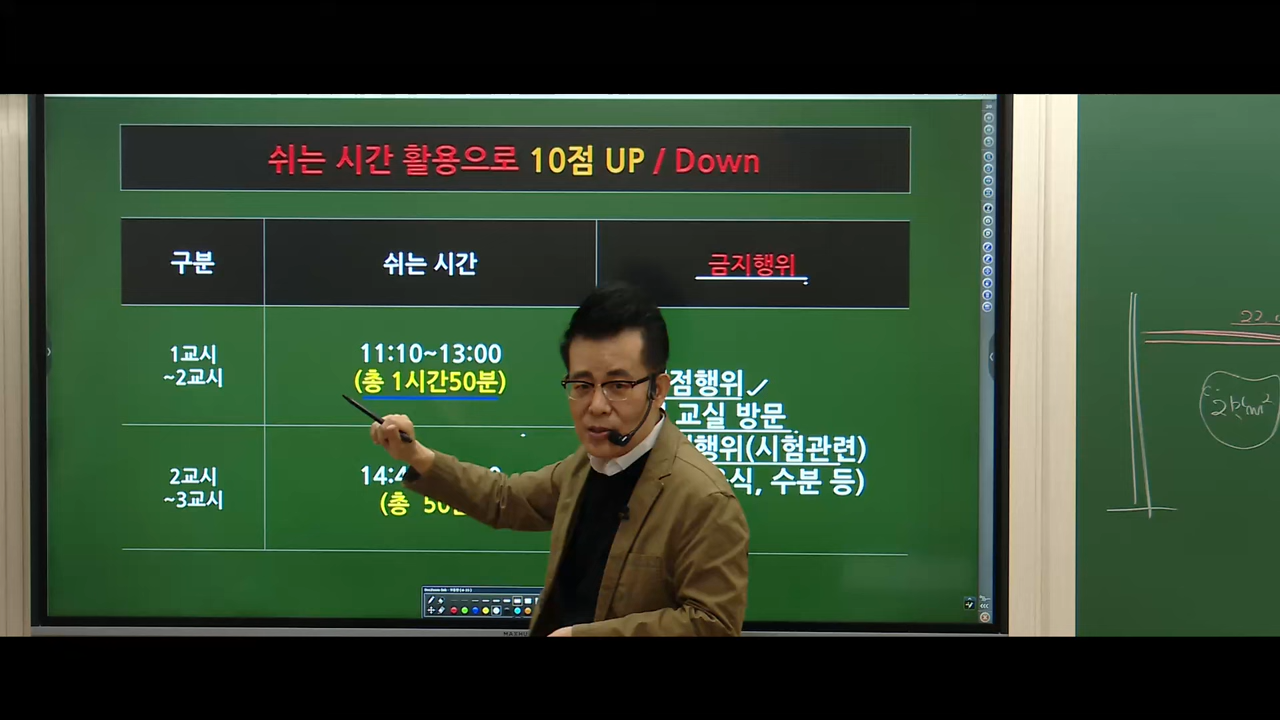 쉬는 시간 활용으로 10점 UP / Down
구분 쉬는 시간 금지행위
1교시
~2교시
11:10~13:00
(총 1시간50분)
2교시
~3교시
14:4
(총 50
점행위
교실 방문
행위(시험관련)
식, 수분 등)
22